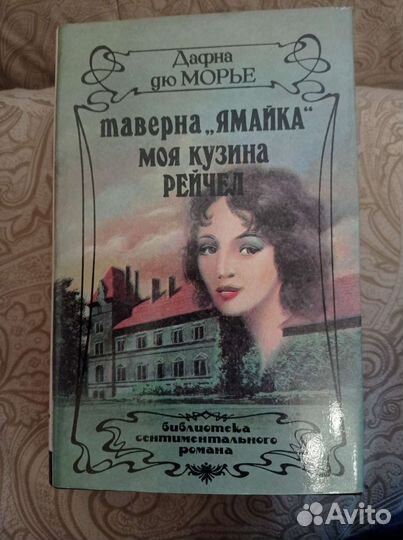 Дафна
дю МОРЬЕ
таверна „ЯМАЙКА“
моя кузина
РЕЙЧЕЛ
библиотека
сентиментального
романа
Avito